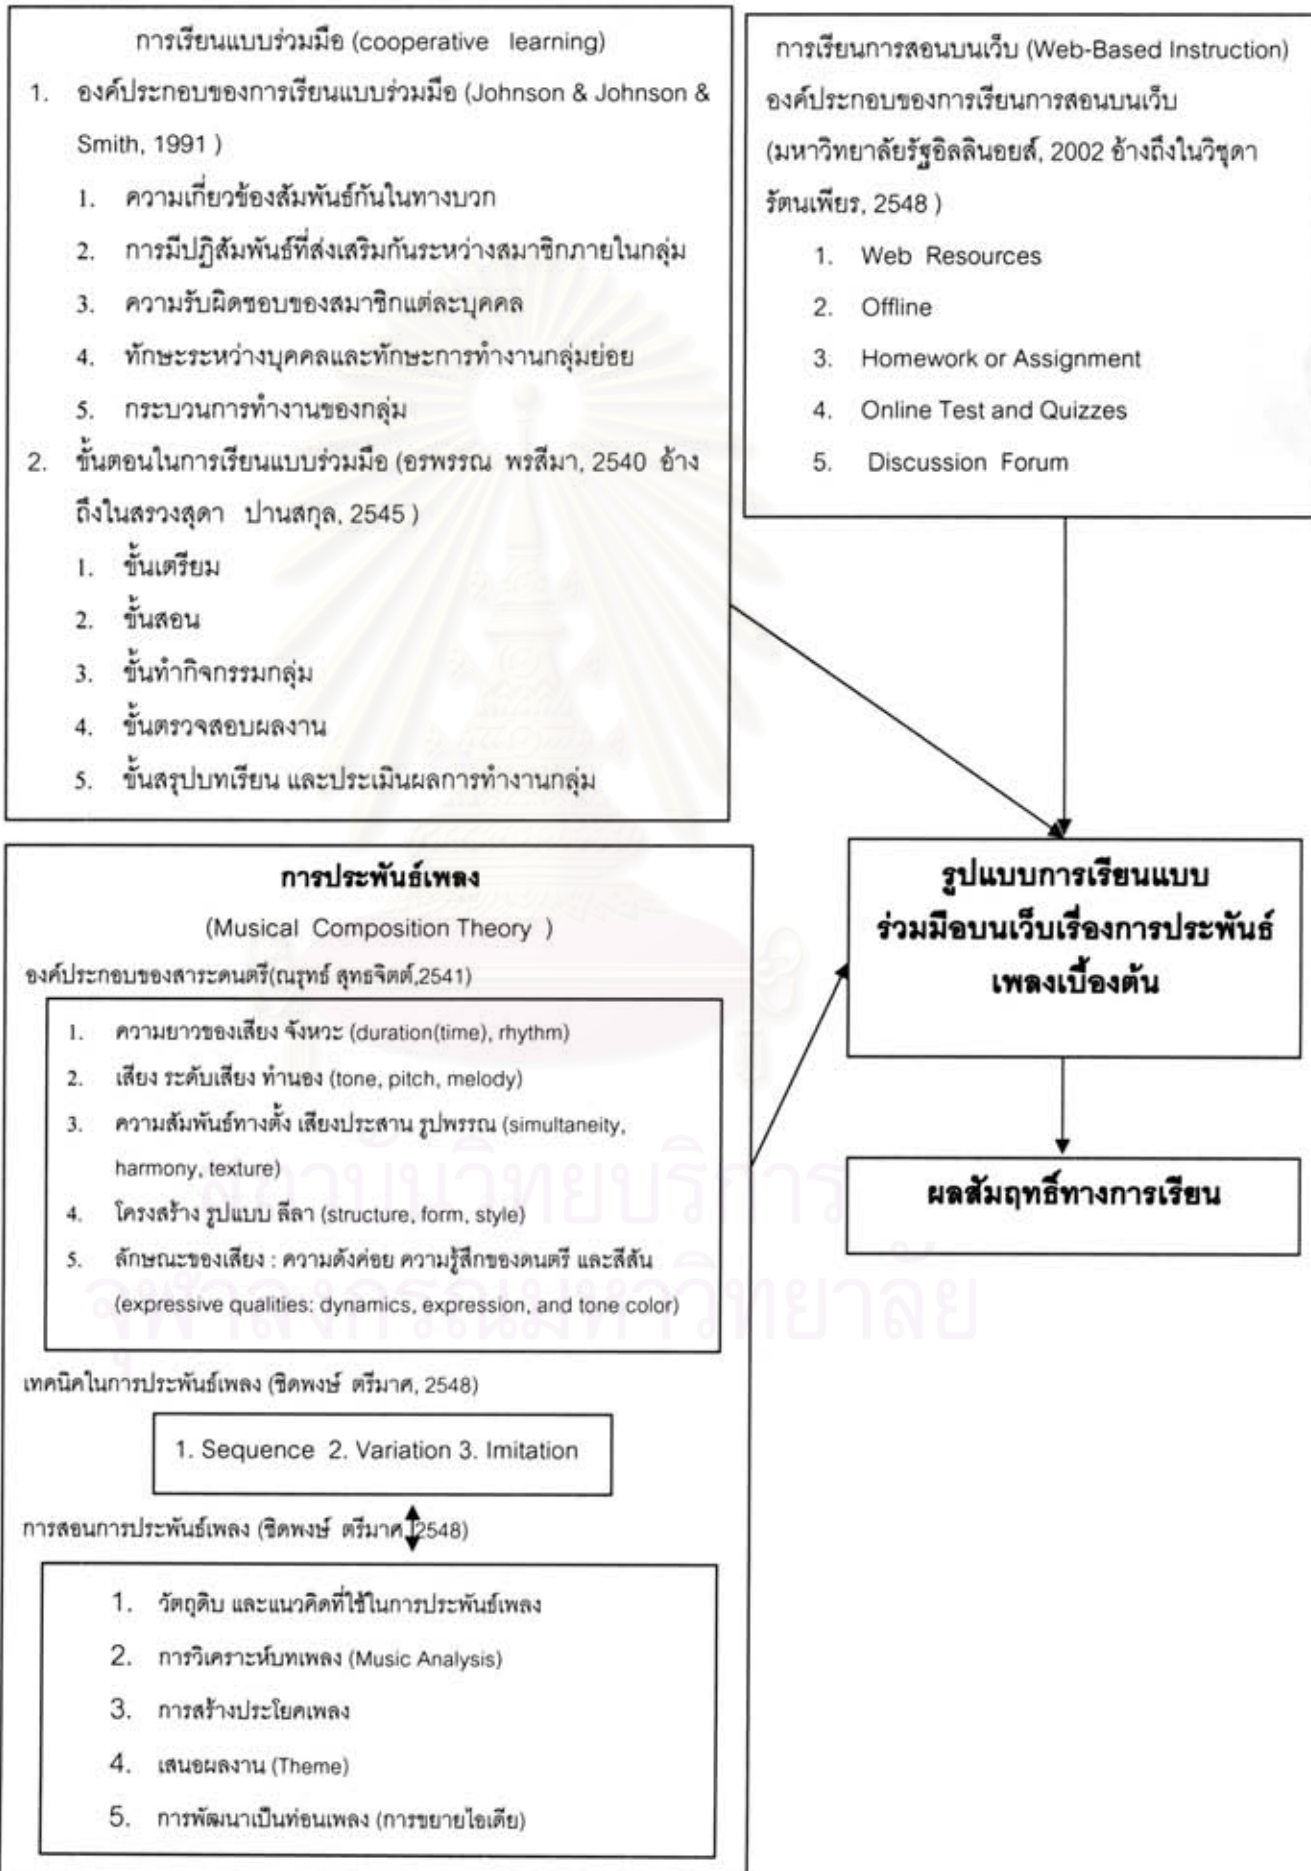 การเรียนแบบร่วมมือ (cooperative learning)
1. องค์ประกอบของการเรียนแบบร่วมมือ (Johnson & Johnson &
Smith, 1991 )
1. ความเกี่ยวข้องสัมพันธ์กันในทางบวก
2. การมีปฏิสัมพันธ์ที่ส่งเสริมกันระหว่างสมาชิกภายในกลุ่ม
3. ความรับผิดชอบของสมาชิกแต่ละบุคคล
4. ทักษะระหว่างบุคคลและทักษะการทำงานกลุ่มย่อย
5. กระบวนการทำงานของกลุ่ม
2. ขั้นตอนในการเรียนแบบร่วมมือ (อรพรรณ พรสีมา, 2540 อ้าง
ถึงในสรวงสุดา ปานสกุล, 2545 )
1. ขั้นเตรียม
2. ขั้นสอน
3. ขั้นทำกิจกรรมกลุ่ม
4. ขั้นตรวจสอบผลงาน
5. ขั้นสรุปบทเรียน และประเมินผลการทำงานกลุ่ม
การเรียนการสอนบนเว็บ (Web-Based Instruction)
องค์ประกอบของการเรียนการสอนบนเว็บ
(มหาวิทยาลัยรัฐอิลลินอยส์, 2002 อ้างถึงในวิชุดา
รัตนเพียร, 2548 )
1. Web Resources
2. Offline
3. Homework or Assignment
4. Online Test and Quizzes
5. Discussion Forum
การประพันธ์เพลง
(Musical Composition Theory )
องค์ประกอบของสาระดนตรี(ณรุทธ์ สุทธจิตต์,2541)
1. ความยาวของเสียง จังหวะ (duration(time), rhythm)
2. เสียง ระดับเสียง ทำนอง (tone, pitch, melody)
3. ความสัมพันธ์ทางตั้ง เสียงประสาน รูปพรรณ (simultaneity,
harmony, texture)
4. โครงสร้าง รูปแบบ ลีลา (structure, form, style)
5. ลักษณะของเสียง : ความดังค่อย ความรู้สึกของดนตรี และสีสัน
(expressive qualities: dynamics, expression, and tone color)
เทคนิคในการประพันธ์เพลง (ชิดพงษ์ ตรีมาศ, 2548)
1. Sequence 2. Variation 3. Imitation
การสอนการประพันธ์เพลง (ชิดพงษ์ ตรีมาศ, 2548)
1. วัตถุดิบ และแนวคิดที่ใช้ในการประพันธ์เพลง
2. การวิเคราะห์บทเพลง (Music Analysis)
3. การสร้างประโยคเพลง
4. เสนอผลงาน (Theme)
5. การพัฒนาเป็นท่อนเพลง (การขยายไอเดีย)
รูปแบบการเรียนแบบ
ร่วมมือบนเว็บเรื่องการประพันธ์
เพลงเบื้องต้น
ผลสัมฤทธิ์ทางการเรียน
สถาบันวิทยบริการ
จุฬาลงกรณ์มหาวิทยาลัย